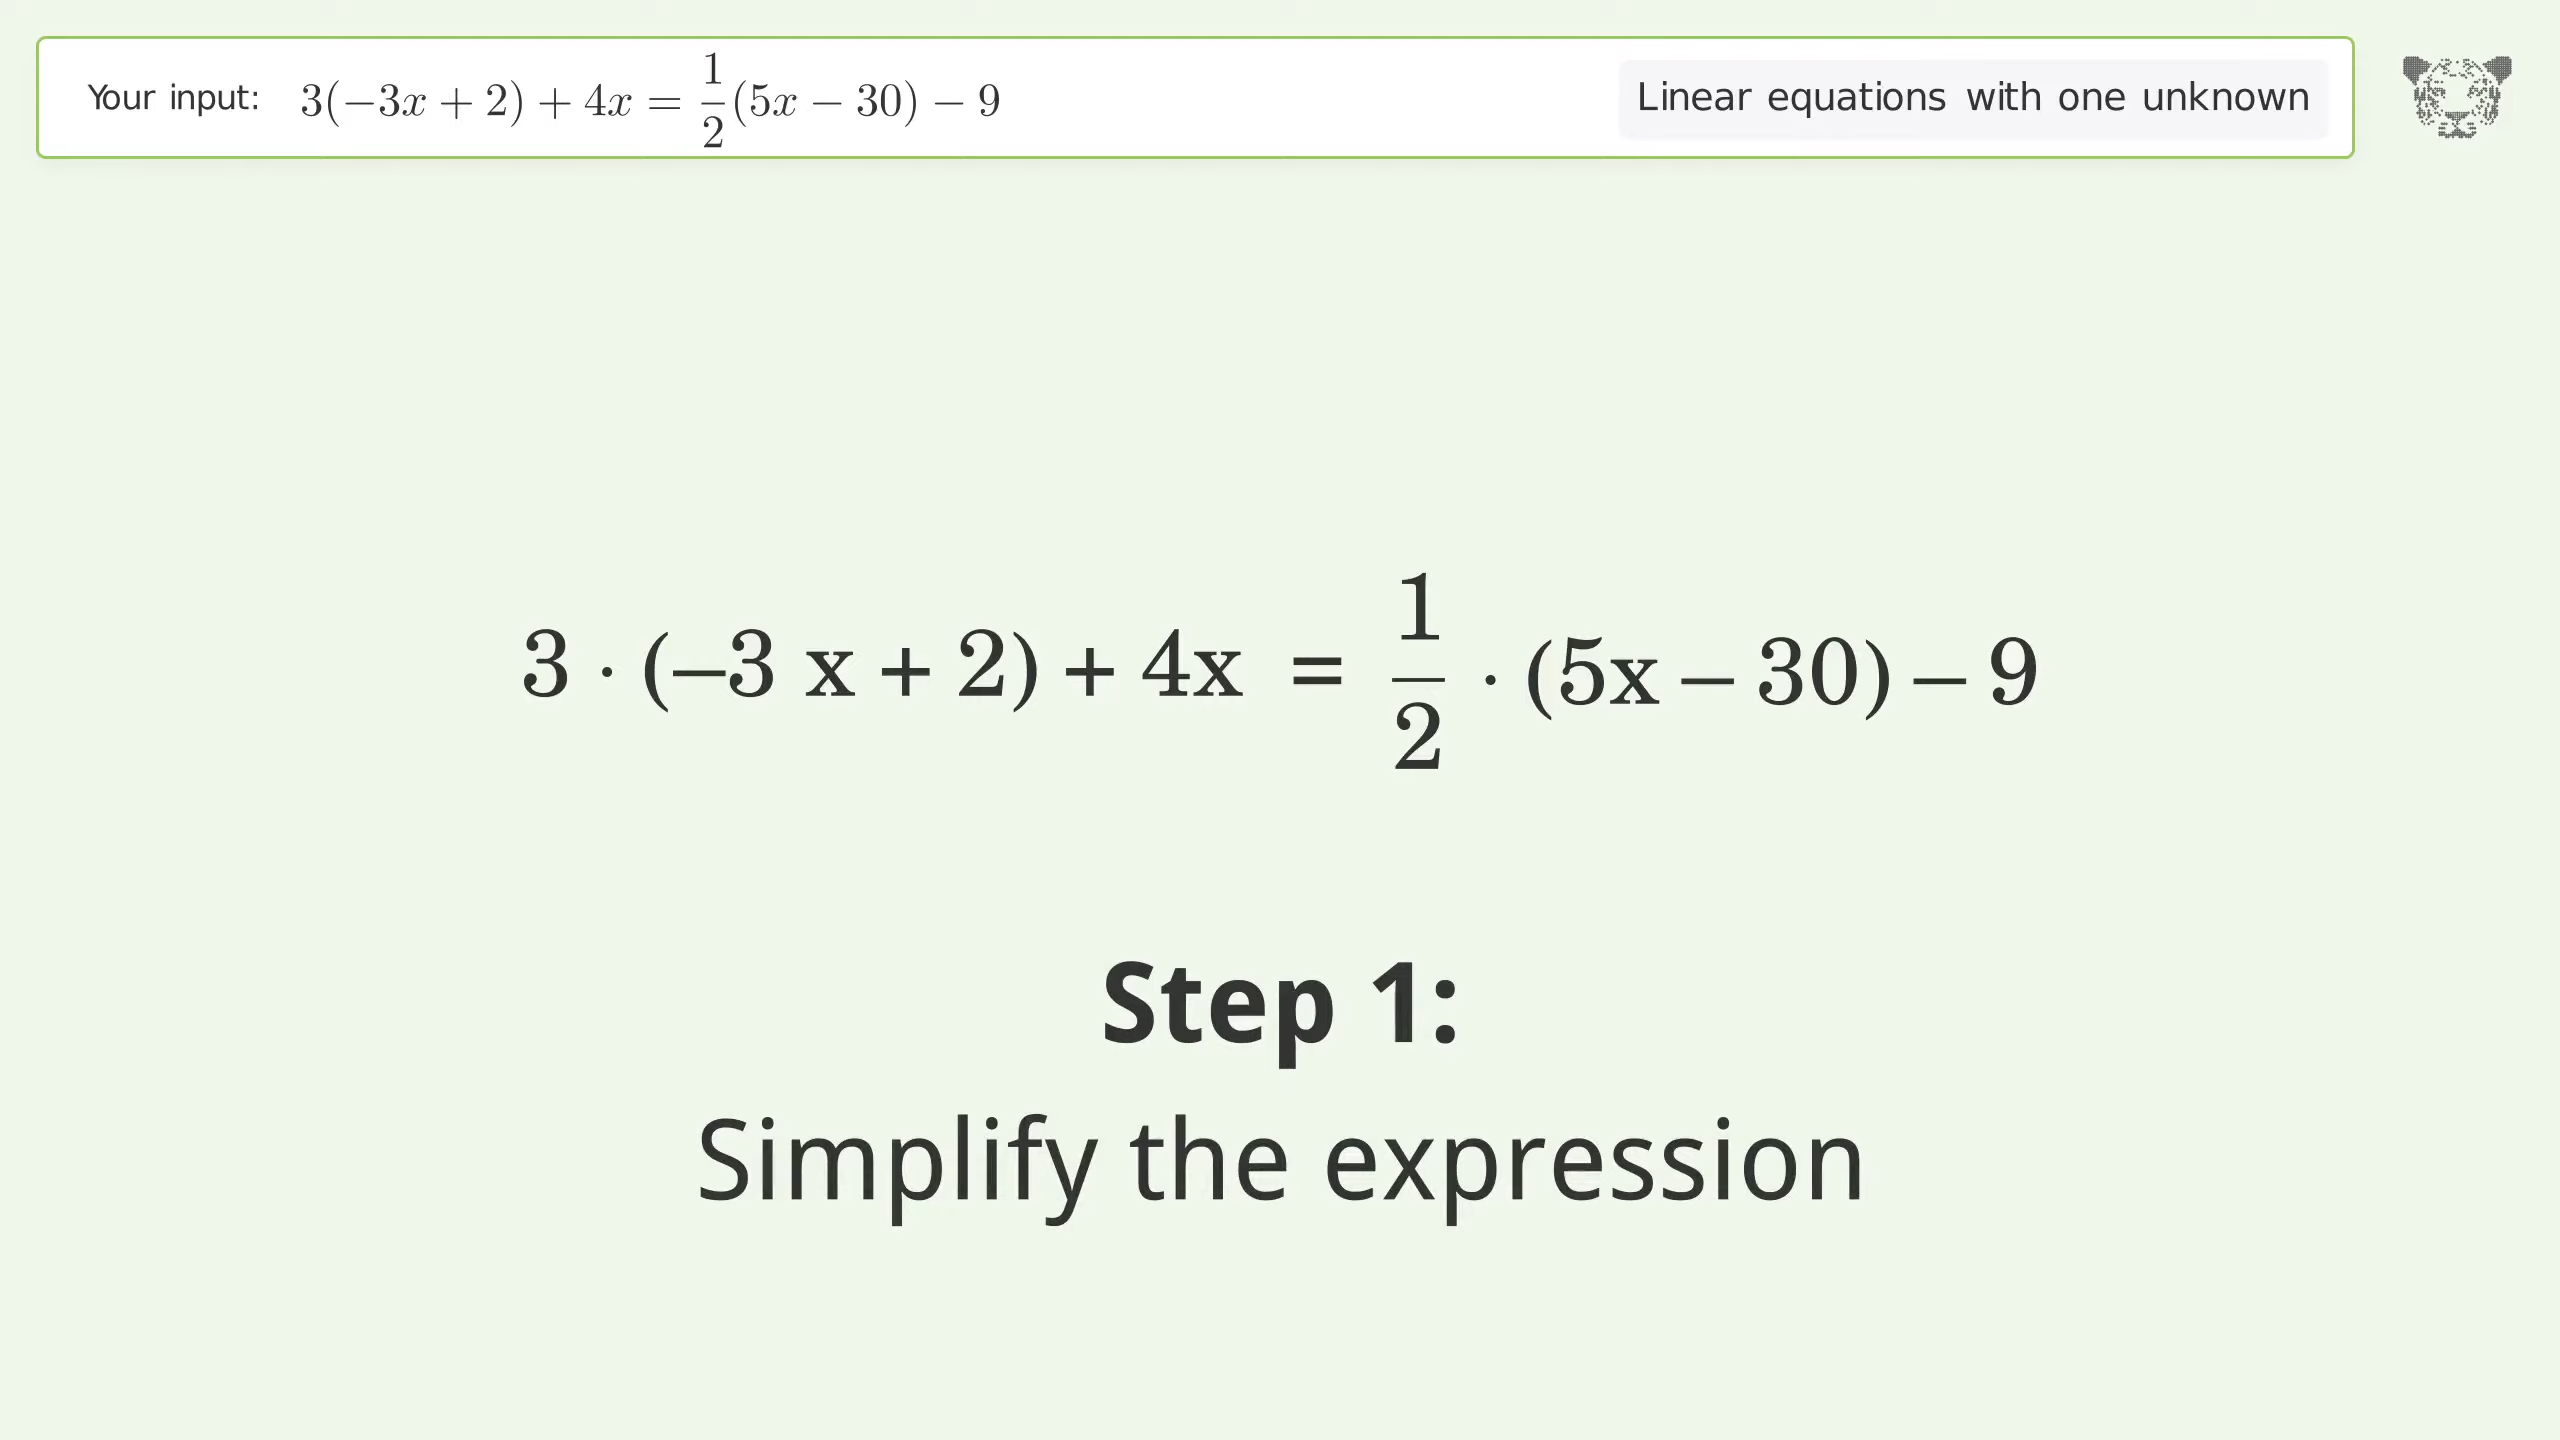 Your input: 3(−3x + 2) + 4x = 1/2(5x − 30) − 9
Linear equations with one unknown
3 · (−3 x + 2) + 4x = 1/2 · (5x − 30) − 9
Step 1:
Simplify the expression